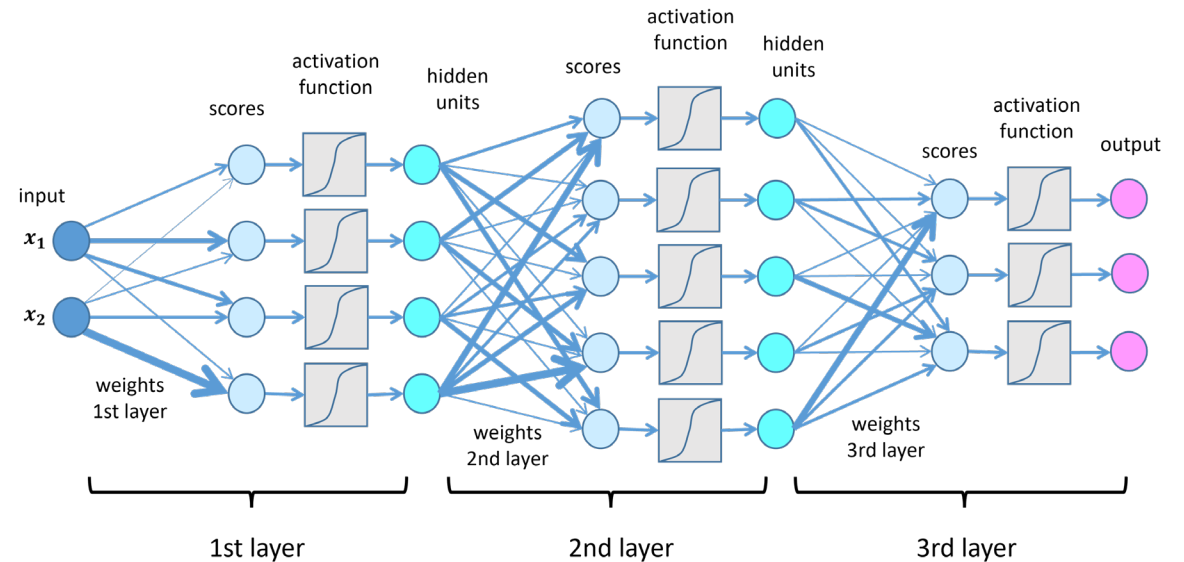 activation
function
hidden
units
scores
activation
function
hidden
units
scores
activation
function
scores
output
input
x₁
x₂
weights
1st layer
weights
2nd layer
weights
3rd layer
1st layer
2nd layer
3rd layer